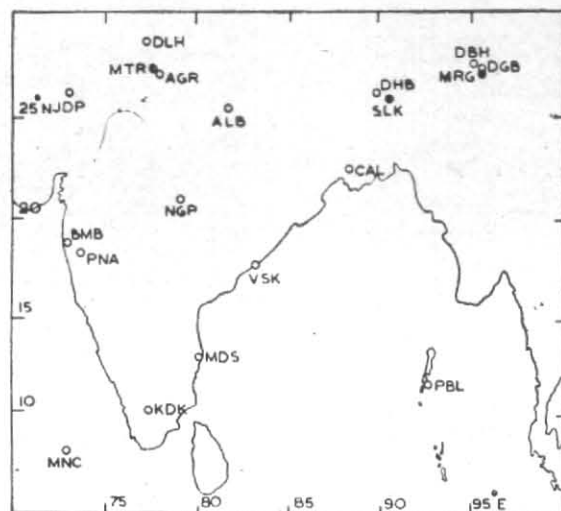 DLH
DBH
MTR
AGR
DGB
MRG
25 NJDP
DHB
SLK
ALB
CAL
NGP
20
BMB
PNA
VSK
15
MDS
PBL
10
KDK
MNC
75
80
85
90
95 E